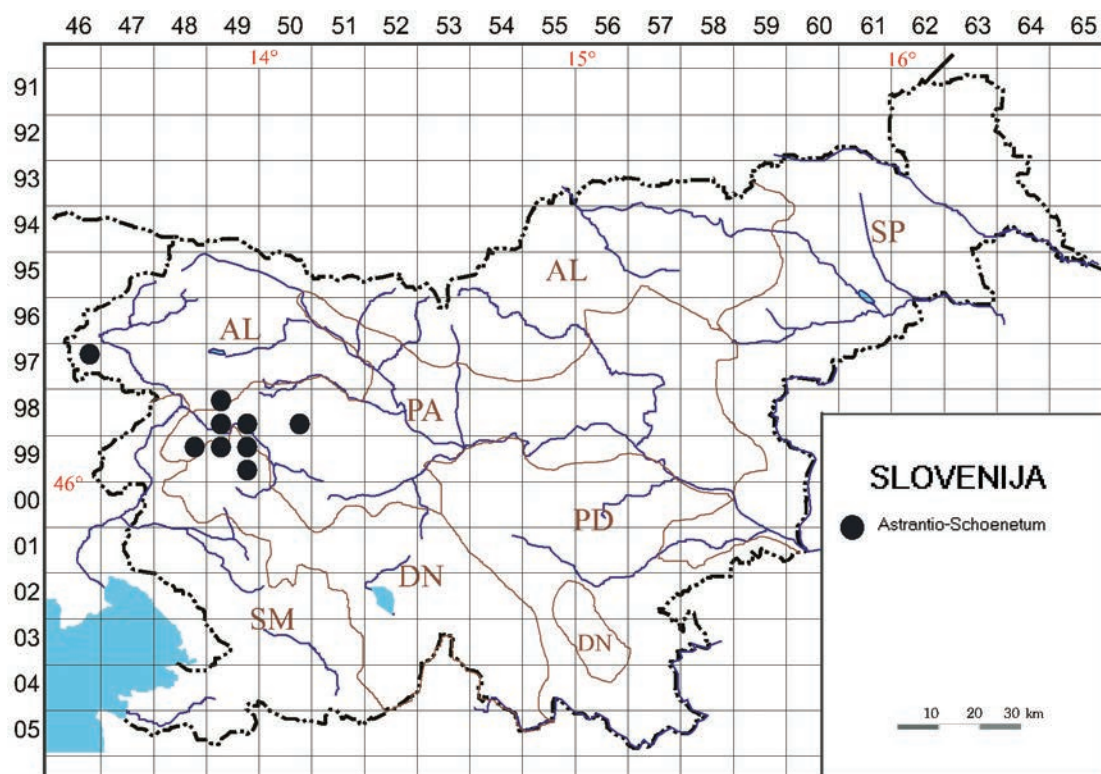 46 47 48 49 50 51 52 53 54 55 56 57 58 59 60 61 62 63 64 65
14° 15° 16°
91
92
93
94 SP
95 AL
96 AL
97
98 PA
99
46°
00 PD
01
02 DN
03 SM DN
04
05
SLOVENIJA
Astrantio-Schoenetum
10 20 30 km